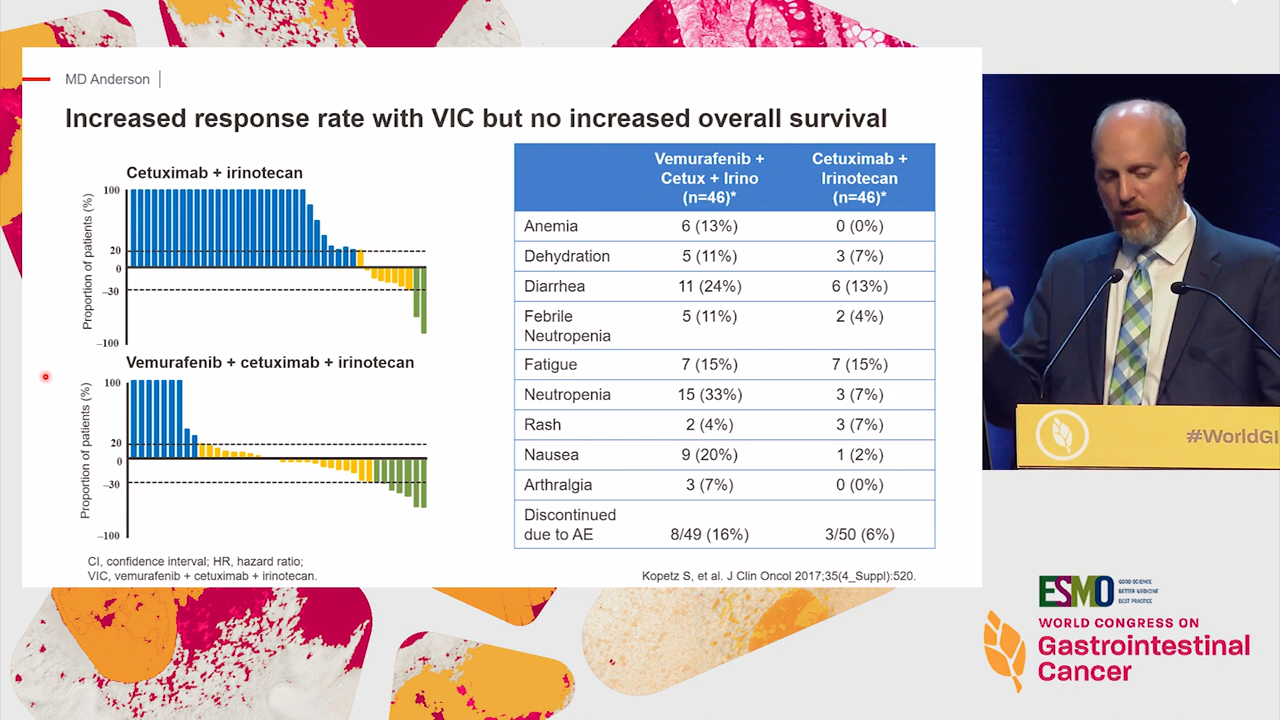 MD Anderson
Increased response rate with VIC but no increased overall survival
Cetuximab + irinotecan
Proportion of patients (%)
100
20
0
–30
–100
Vemurafenib + cetuximab + irinotecan
Proportion of patients (%)
100
20
0
–30
–100
CI, confidence interval; HR, hazard ratio;
VIC, vemurafenib + cetuximab + irinotecan.
Vemurafenib + Cetux + Irino (n=46)* Cetuximab + Irinotecan (n=46)*
Anemia 6 (13%) 0 (0%)
Dehydration 5 (11%) 3 (7%)
Diarrhea 11 (24%) 6 (13%)
Febrile Neutropenia 5 (11%) 2 (4%)
Fatigue 7 (15%) 7 (15%)
Neutropenia 15 (33%) 3 (7%)
Rash 2 (4%) 3 (7%)
Nausea 9 (20%) 1 (2%)
Arthralgia 3 (7%) 0 (0%)
Discontinued due to AE 8/49 (16%) 3/50 (6%)
Kopetz S, et al. J Clin Oncol 2017;35(4_Suppl):520.
#WorldGI
ESMO
GOOD SCIENCE
BETTER MEDICINE
BEST PRACTICE
WORLD CONGRESS ON
Gastrointestinal
Cancer